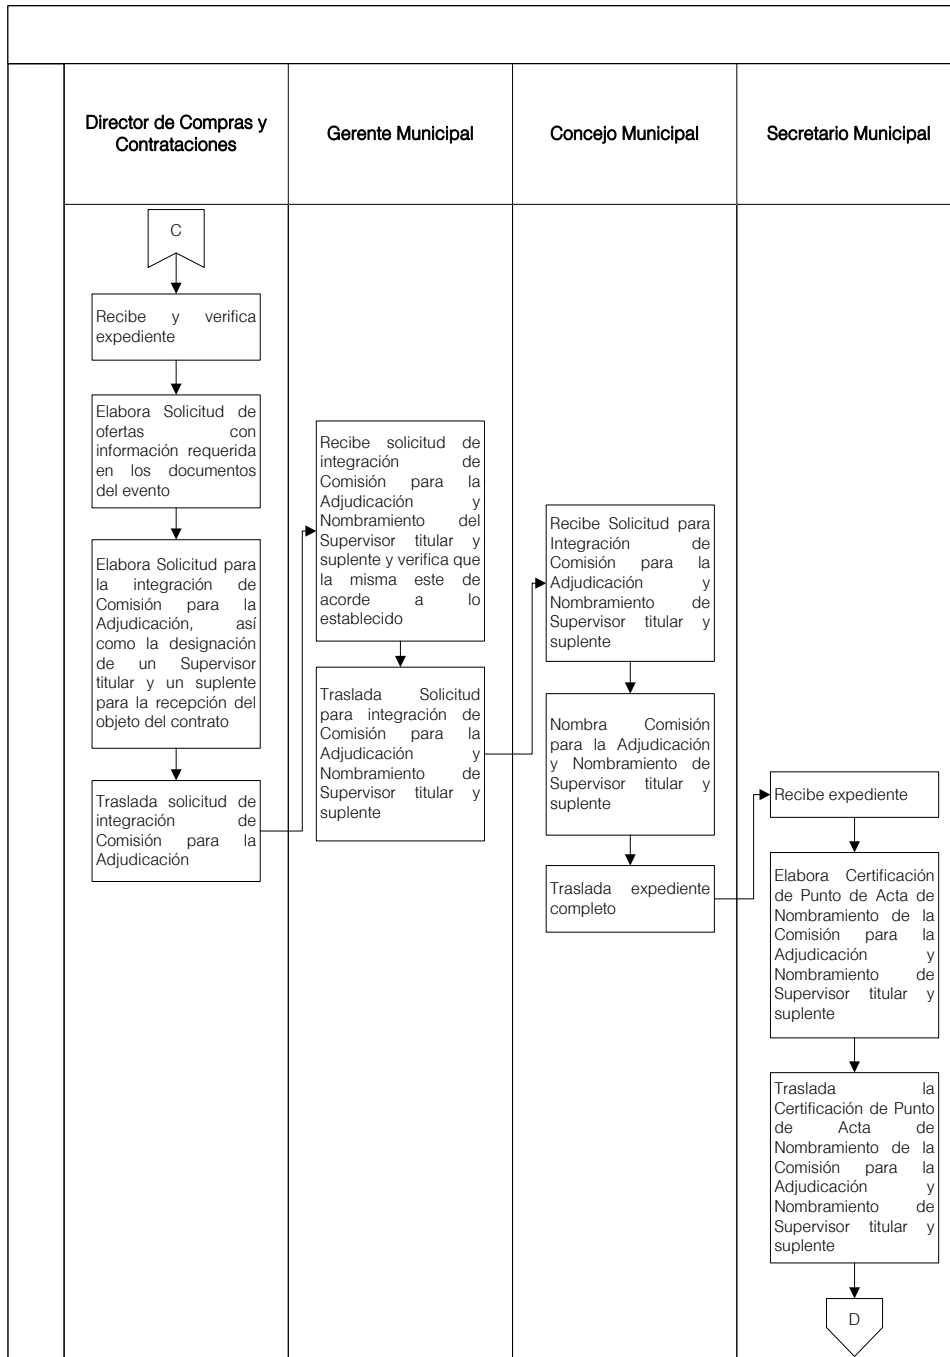 Director de Compras y
Contrataciones
Gerente Municipal
Concejo Municipal
Secretario Municipal
C
Recibe y verifica
expediente
Elabora Solicitud de
ofertas con
información requerida
en los documentos
del evento
Elabora Solicitud para
la integración de
Comisión para la
Adjudicación, así
como la designación
de un Supervisor
titular y un suplente
para la recepción del
objeto del contrato
Traslada solicitud de
integración de
Comisión para la
Adjudicación
Recibe solicitud de
integración de
Comisión para la
Adjudicación y
Nombramiento del
Supervisor titular y
suplente y verifica que
la misma este de
acorde a lo
establecido
Traslada Solicitud
para integración de
Comisión para la
Adjudicación y
Nombramiento de
Supervisor titular y
suplente
Recibe Solicitud para
Integración de
Comisión para la
Adjudicación y
Nombramiento de
Supervisor titular y
suplente
Nombra Comisión
para la Adjudicación
y Nombramiento de
Supervisor titular y
suplente
Traslada expediente
completo
Recibe expediente
Elabora Certificación
de Punto de Acta de
Nombramiento de la
Comisión para la
Adjudicación y
Nombramiento de
Supervisor titular y
suplente
Traslada la
Certificación de Punto
de Acta de
Nombramiento de la
Comisión para la
Adjudicación y
Nombramiento de
Supervisor titular y
suplente
D